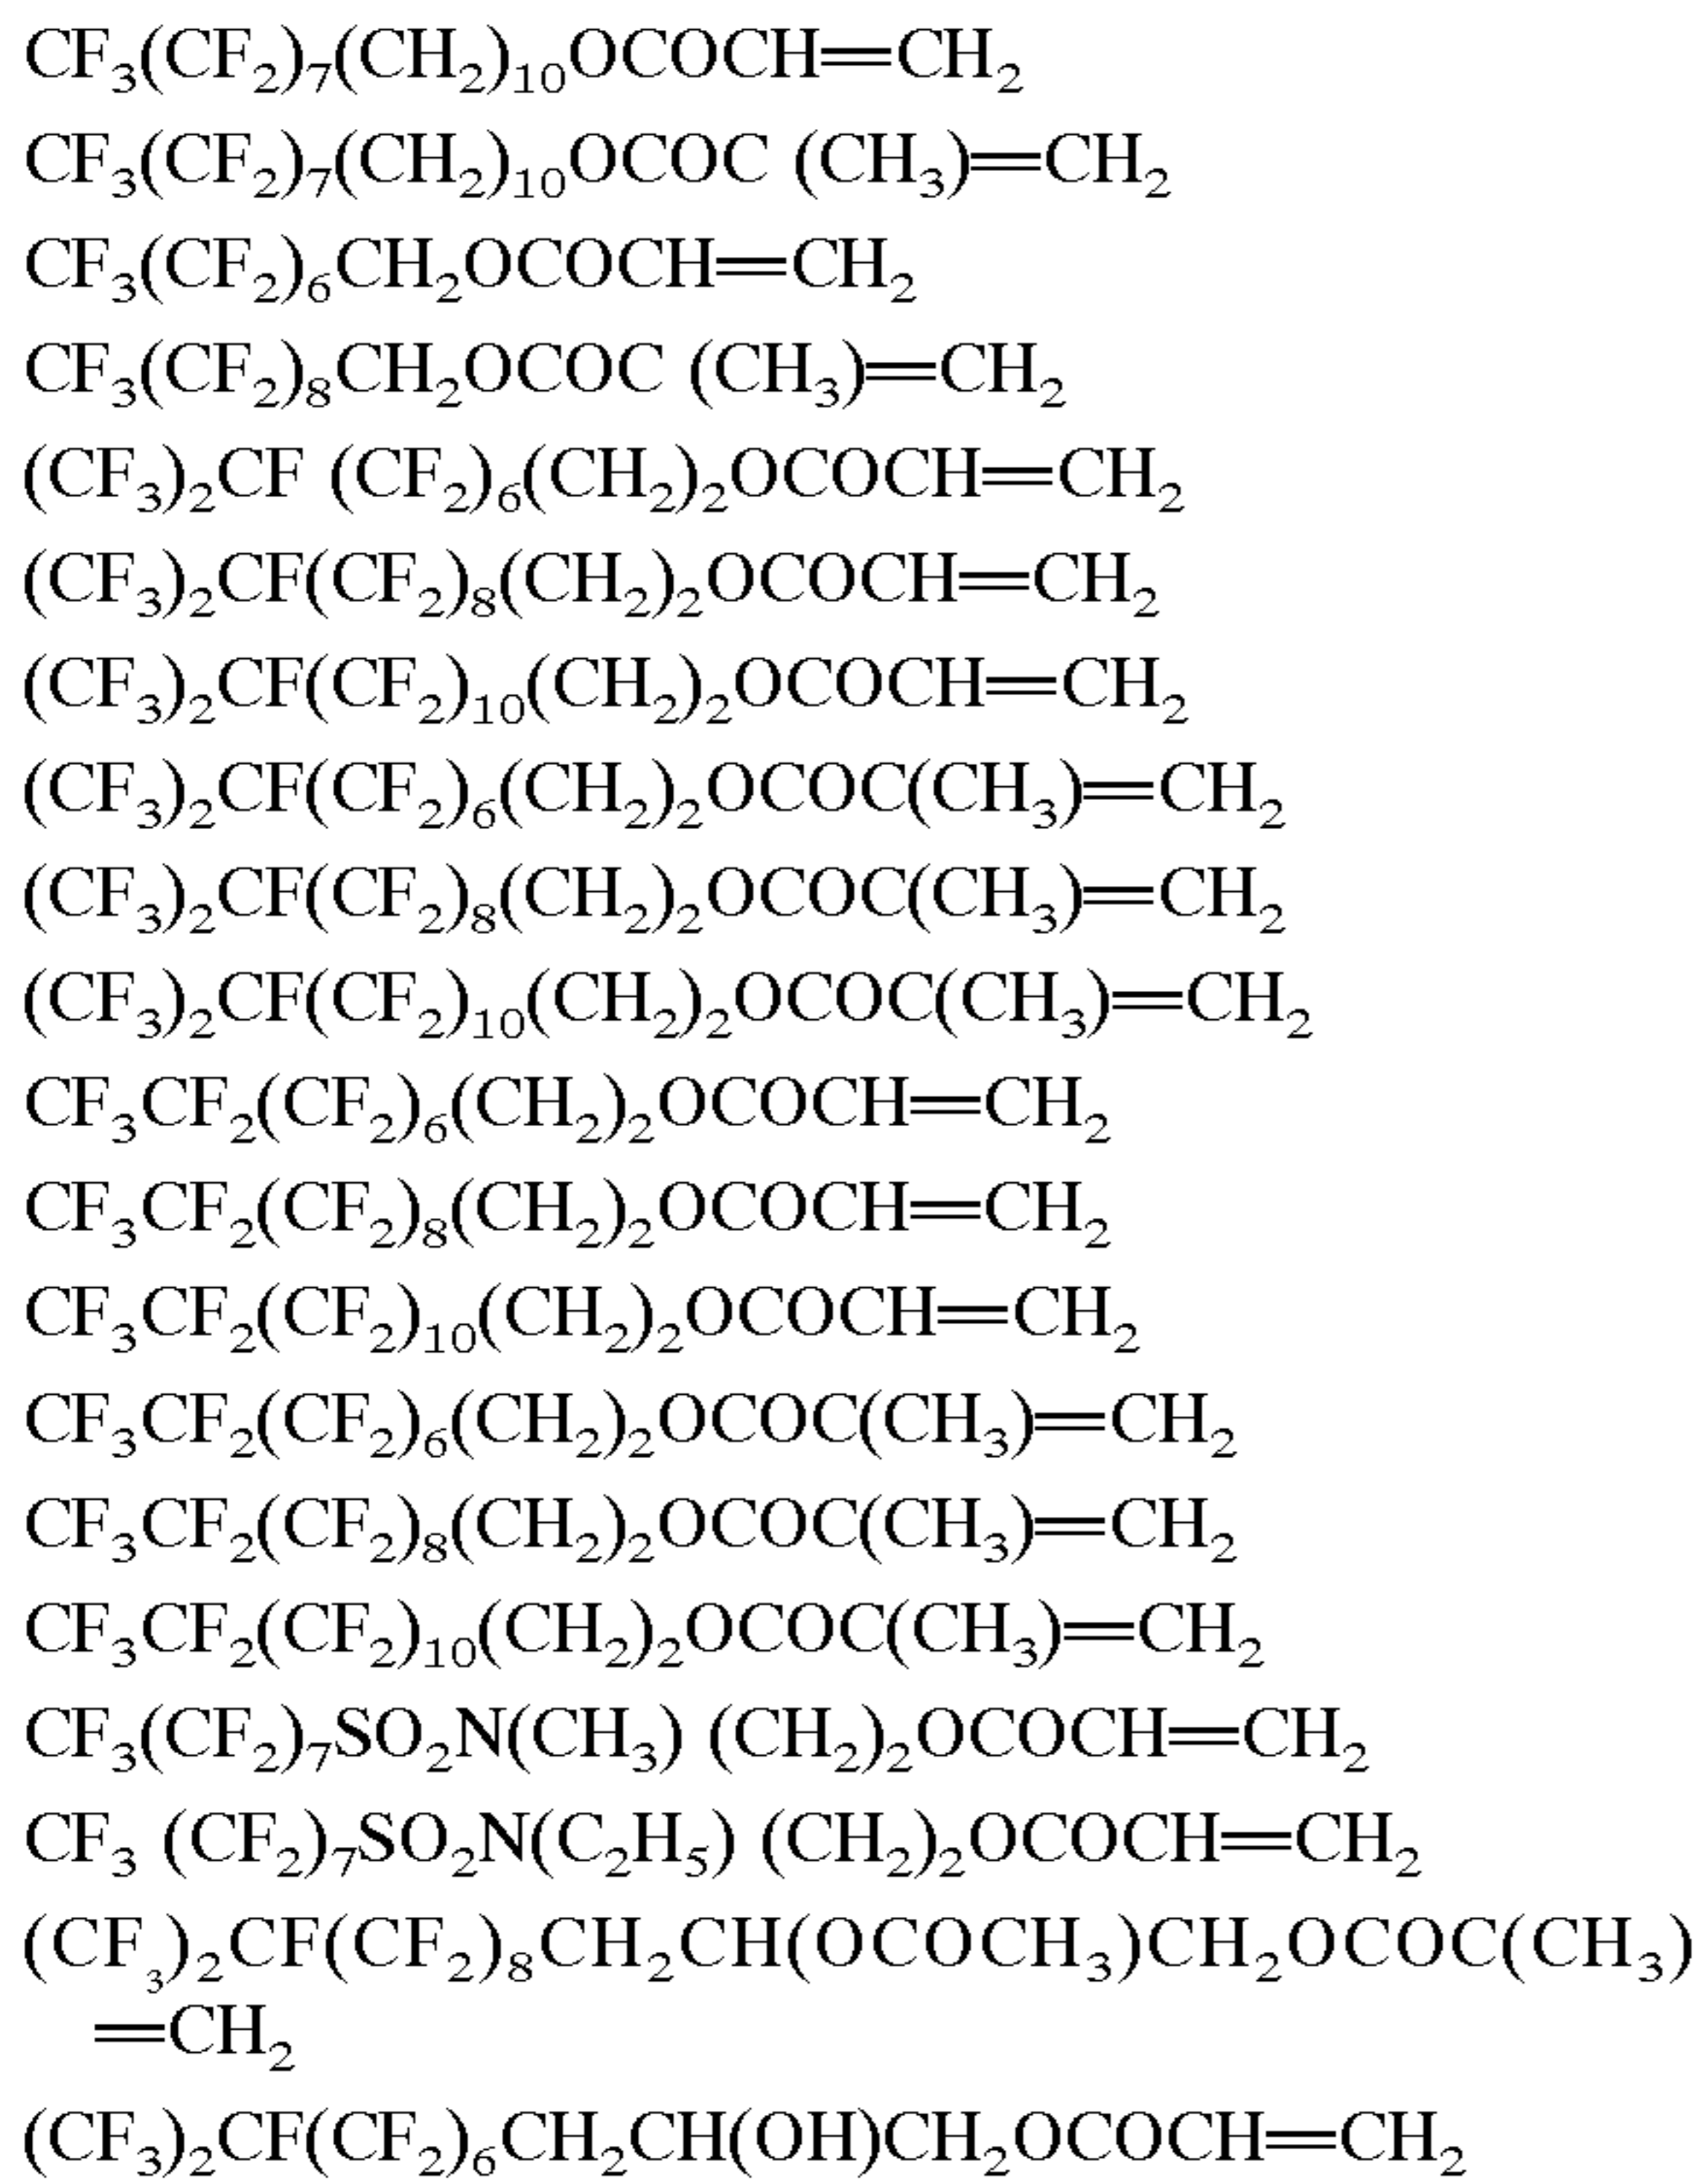 CF₃(CF₂)₇(CH₂)₁₀OCOCH═CH₂
CF₃(CF₂)₇(CH₂)₁₀OCOC (CH₃)═CH₂
CF₃(CF₂)₆CH₂OCOCH═CH₂
CF₃(CF₂)₈CH₂OCOC (CH₃)═CH₂
(CF₃)₂CF (CF₂)₆(CH₂)₂OCOCH═CH₂
(CF₃)₂CF(CF₂)₈(CH₂)₂OCOCH═CH₂
(CF₃)₂CF(CF₂)₁₀(CH₂)₂OCOCH═CH₂
(CF₃)₂CF(CF₂)₆(CH₂)₂OCOC(CH₃)═CH₂
(CF₃)₂CF(CF₂)₈(CH₂)₂OCOC(CH₃)═CH₂
(CF₃)₂CF(CF₂)₁₀(CH₂)₂OCOC(CH₃)═CH₂
CF₃CF₂(CF₂)₆(CH₂)₂OCOCH═CH₂
CF₃CF₂(CF₂)₈(CH₂)₂OCOCH═CH₂
CF₃CF₂(CF₂)₁₀(CH₂)₂OCOCH═CH₂
CF₃CF₂(CF₂)₆(CH₂)₂OCOC(CH₃)═CH₂
CF₃CF₂(CF₂)₈(CH₂)₂OCOC(CH₃)═CH₂
CF₃CF₂(CF₂)₁₀(CH₂)₂OCOC(CH₃)═CH₂
CF₃(CF₂)₇SO₂N(CH₃) (CH₂)₂OCOCH═CH₂
CF₃ (CF₂)₇SO₂N(C₂H₅) (CH₂)₂OCOCH═CH₂
(CF₃)₂CF(CF₂)₈CH₂CH(OCOCH₃)CH₂OCOC(CH₃)
═CH₂
(CF₃)₂CF(CF₂)₆CH₂CH(OH)CH₂OCOCH═CH₂